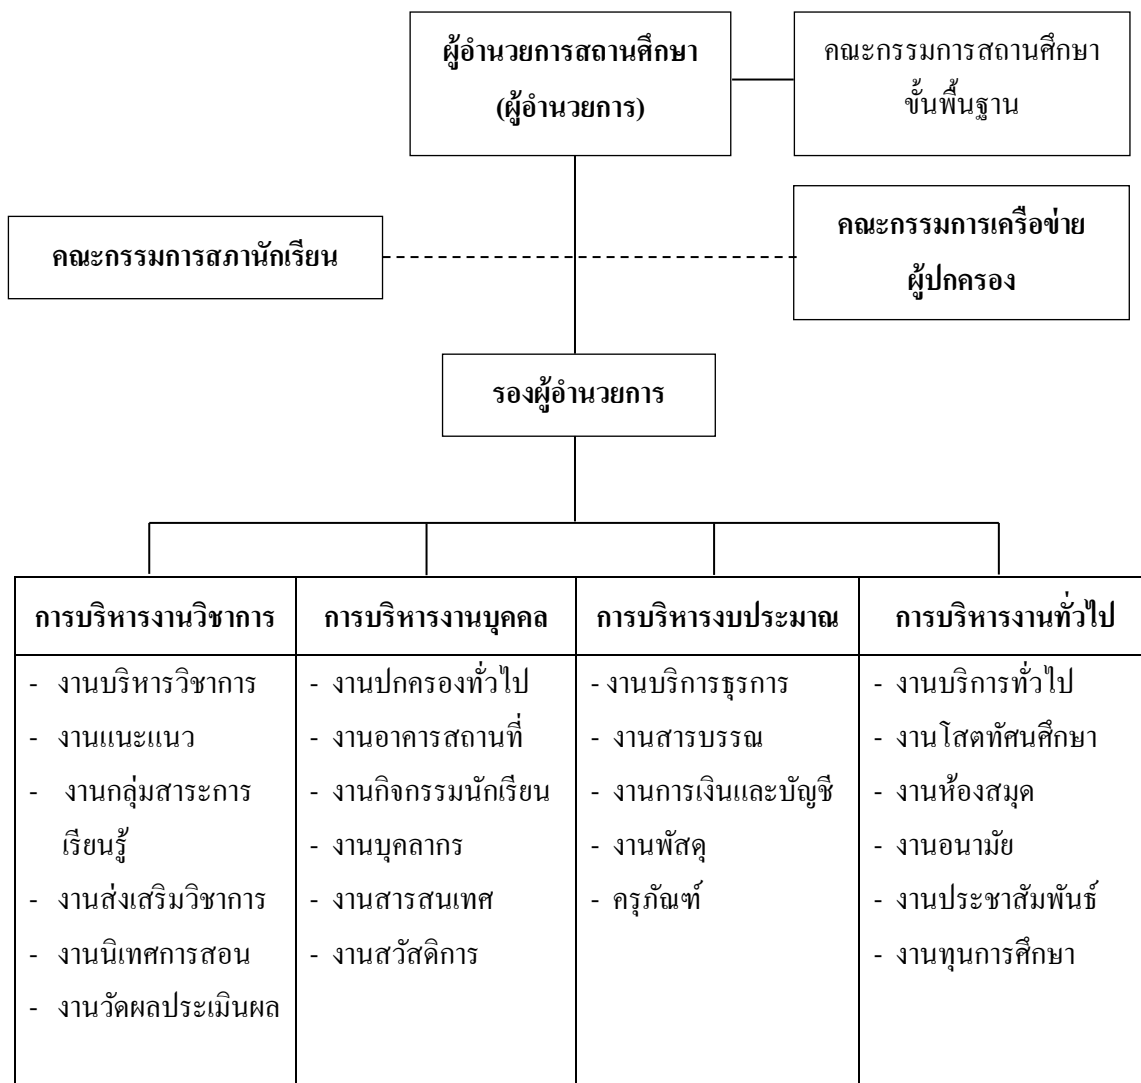 ผู้อำนวยการสถานศึกษา
(ผู้อำนวยการ)
คณะกรรมการสถานศึกษา
ขั้นพื้นฐาน
คณะกรรมการสภานักเรียน
คณะกรรมการเครือข่าย
ผู้ปกครอง
รองผู้อำนวยการ
การบริหารงานวิชาการ
- งานบริหารวิชาการ
- งานแนะแนว
- งานกลุ่มสาระการ
เรียนรู้
- งานส่งเสริมวิชาการ
- งานนิเทศการสอน
- งานวัดผลประเมินผล
การบริหารงานบุคคล
- งานปกครองทั่วไป
- งานอาคารสถานที่
- งานกิจกรรมนักเรียน
- งานบุคลากร
- งานสารสนเทศ
- งานสวัสดิการ
การบริหารงบประมาณ
- งานบริการธุรการ
- งานสารบรรณ
- งานการเงินและบัญชี
- งานพัสดุ
- ครุภัณฑ์
การบริหารงานทั่วไป
- งานบริการทั่วไป
- งานโสตทัศนศึกษา
- งานห้องสมุด
- งานอนามัย
- งานประชาสัมพันธ์
- งานทุนการศึกษา